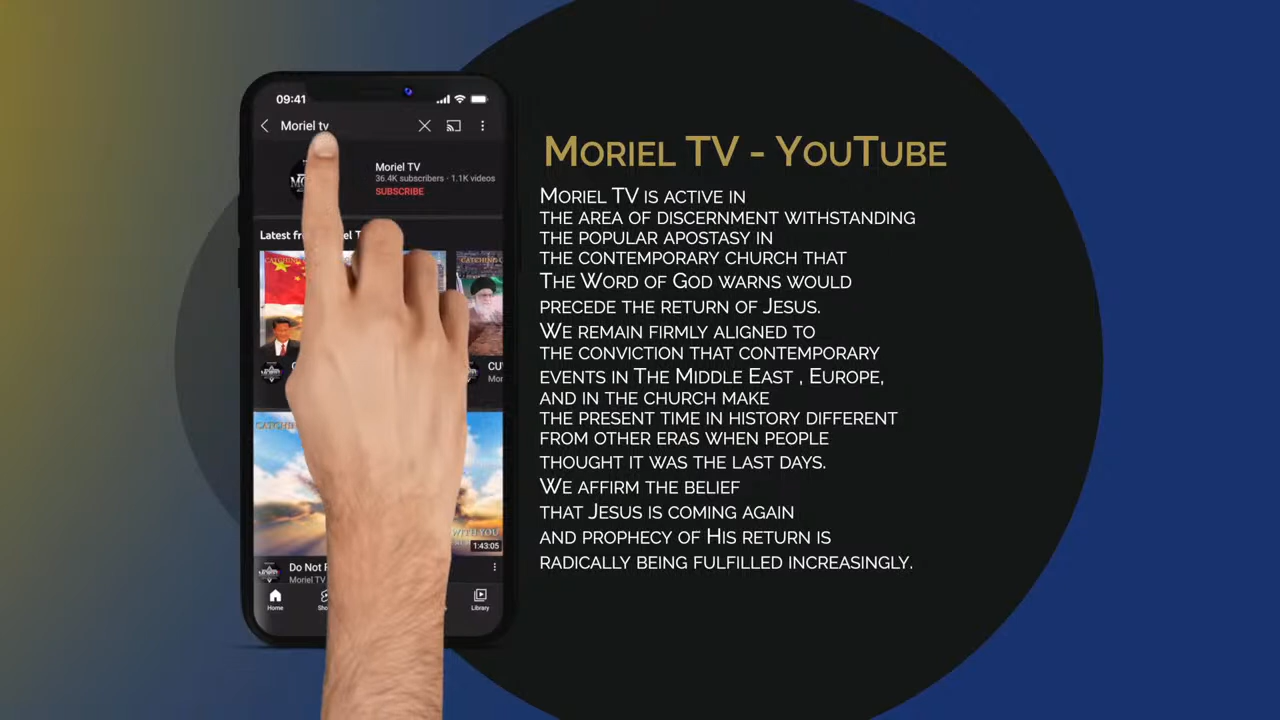 09:41
Moriel tv
Moriel TV
36.4K subscribers · 1.1K videos
SUBSCRIBE
Latest
CATCHING
CU
CATCHIN
WITH YOU
1:43:05
Do Not
Moriel TV
Home
Library
Moriel TV - YouTube
Moriel TV is active in
the area of discernment withstanding
the popular apostasy in
the contemporary church that
The Word of God warns would
precede the return of Jesus.
We remain firmly aligned to
the conviction that contemporary
events in The Middle East , Europe,
and in the church make
the present time in history different
from other eras when people
thought it was the last days.
We affirm the belief
that Jesus is coming again
and prophecy of His return is
radically being fulfilled increasingly.